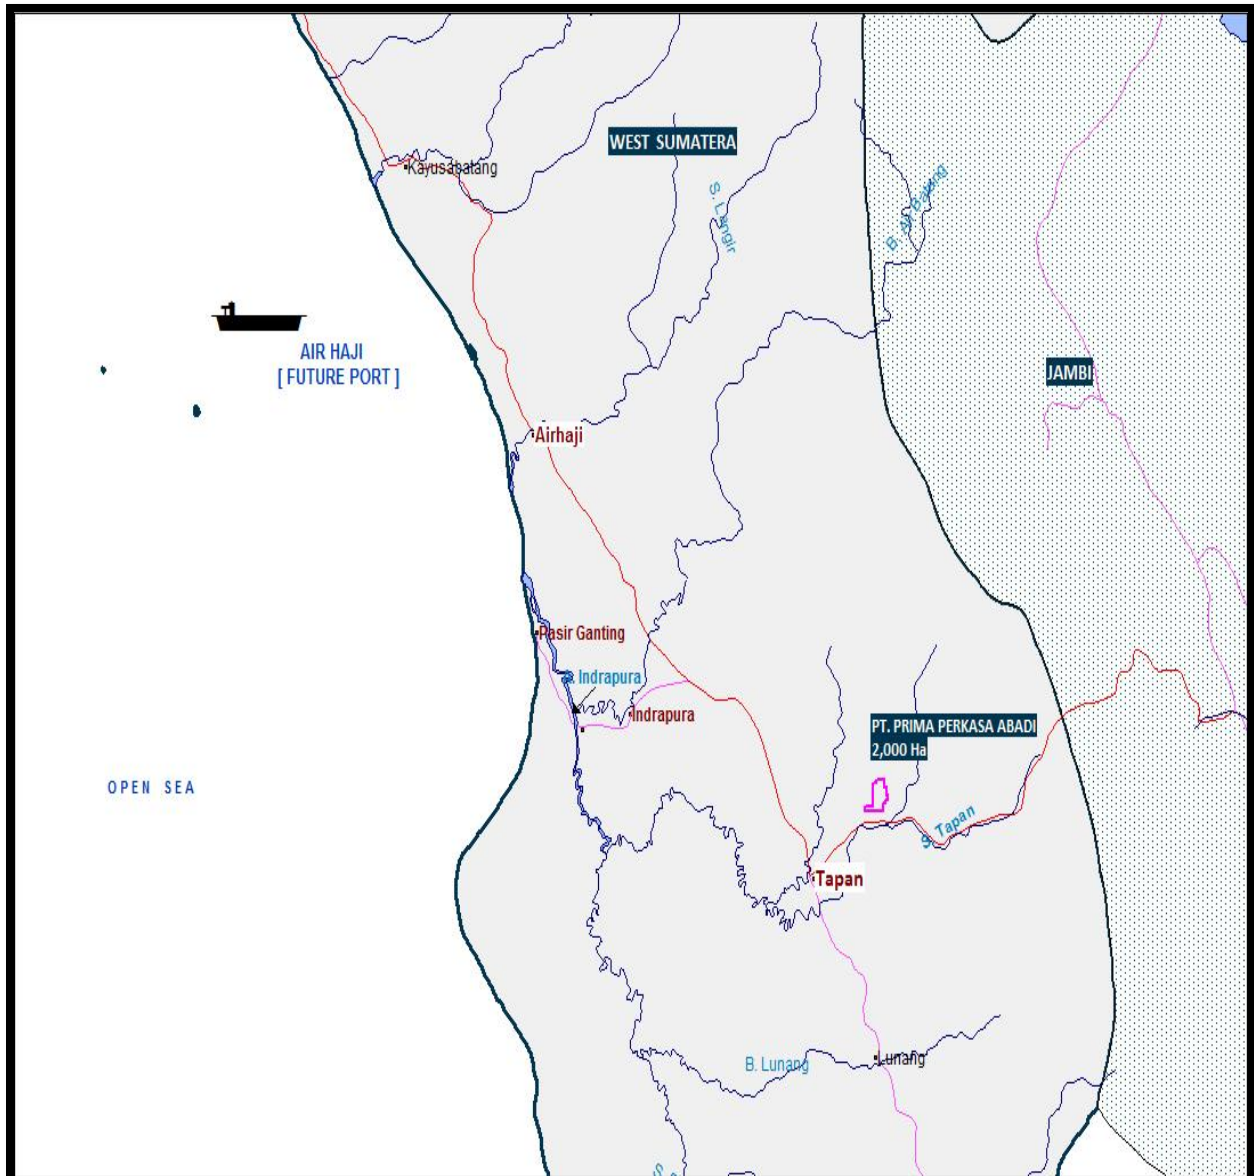 WEST SUMATERA
Kayusabatang
S. Langir
B. Air Batang
AIR HAJI
[ FUTURE PORT ]
JAMBI
Airhaji
Pasir Ganting
Indrapura
Indrapura
PT. PRIMA PERKASA ABADI
2,000 Ha
OPEN SEA
S. Tapan
Tapan
B. Lunang
Lunang